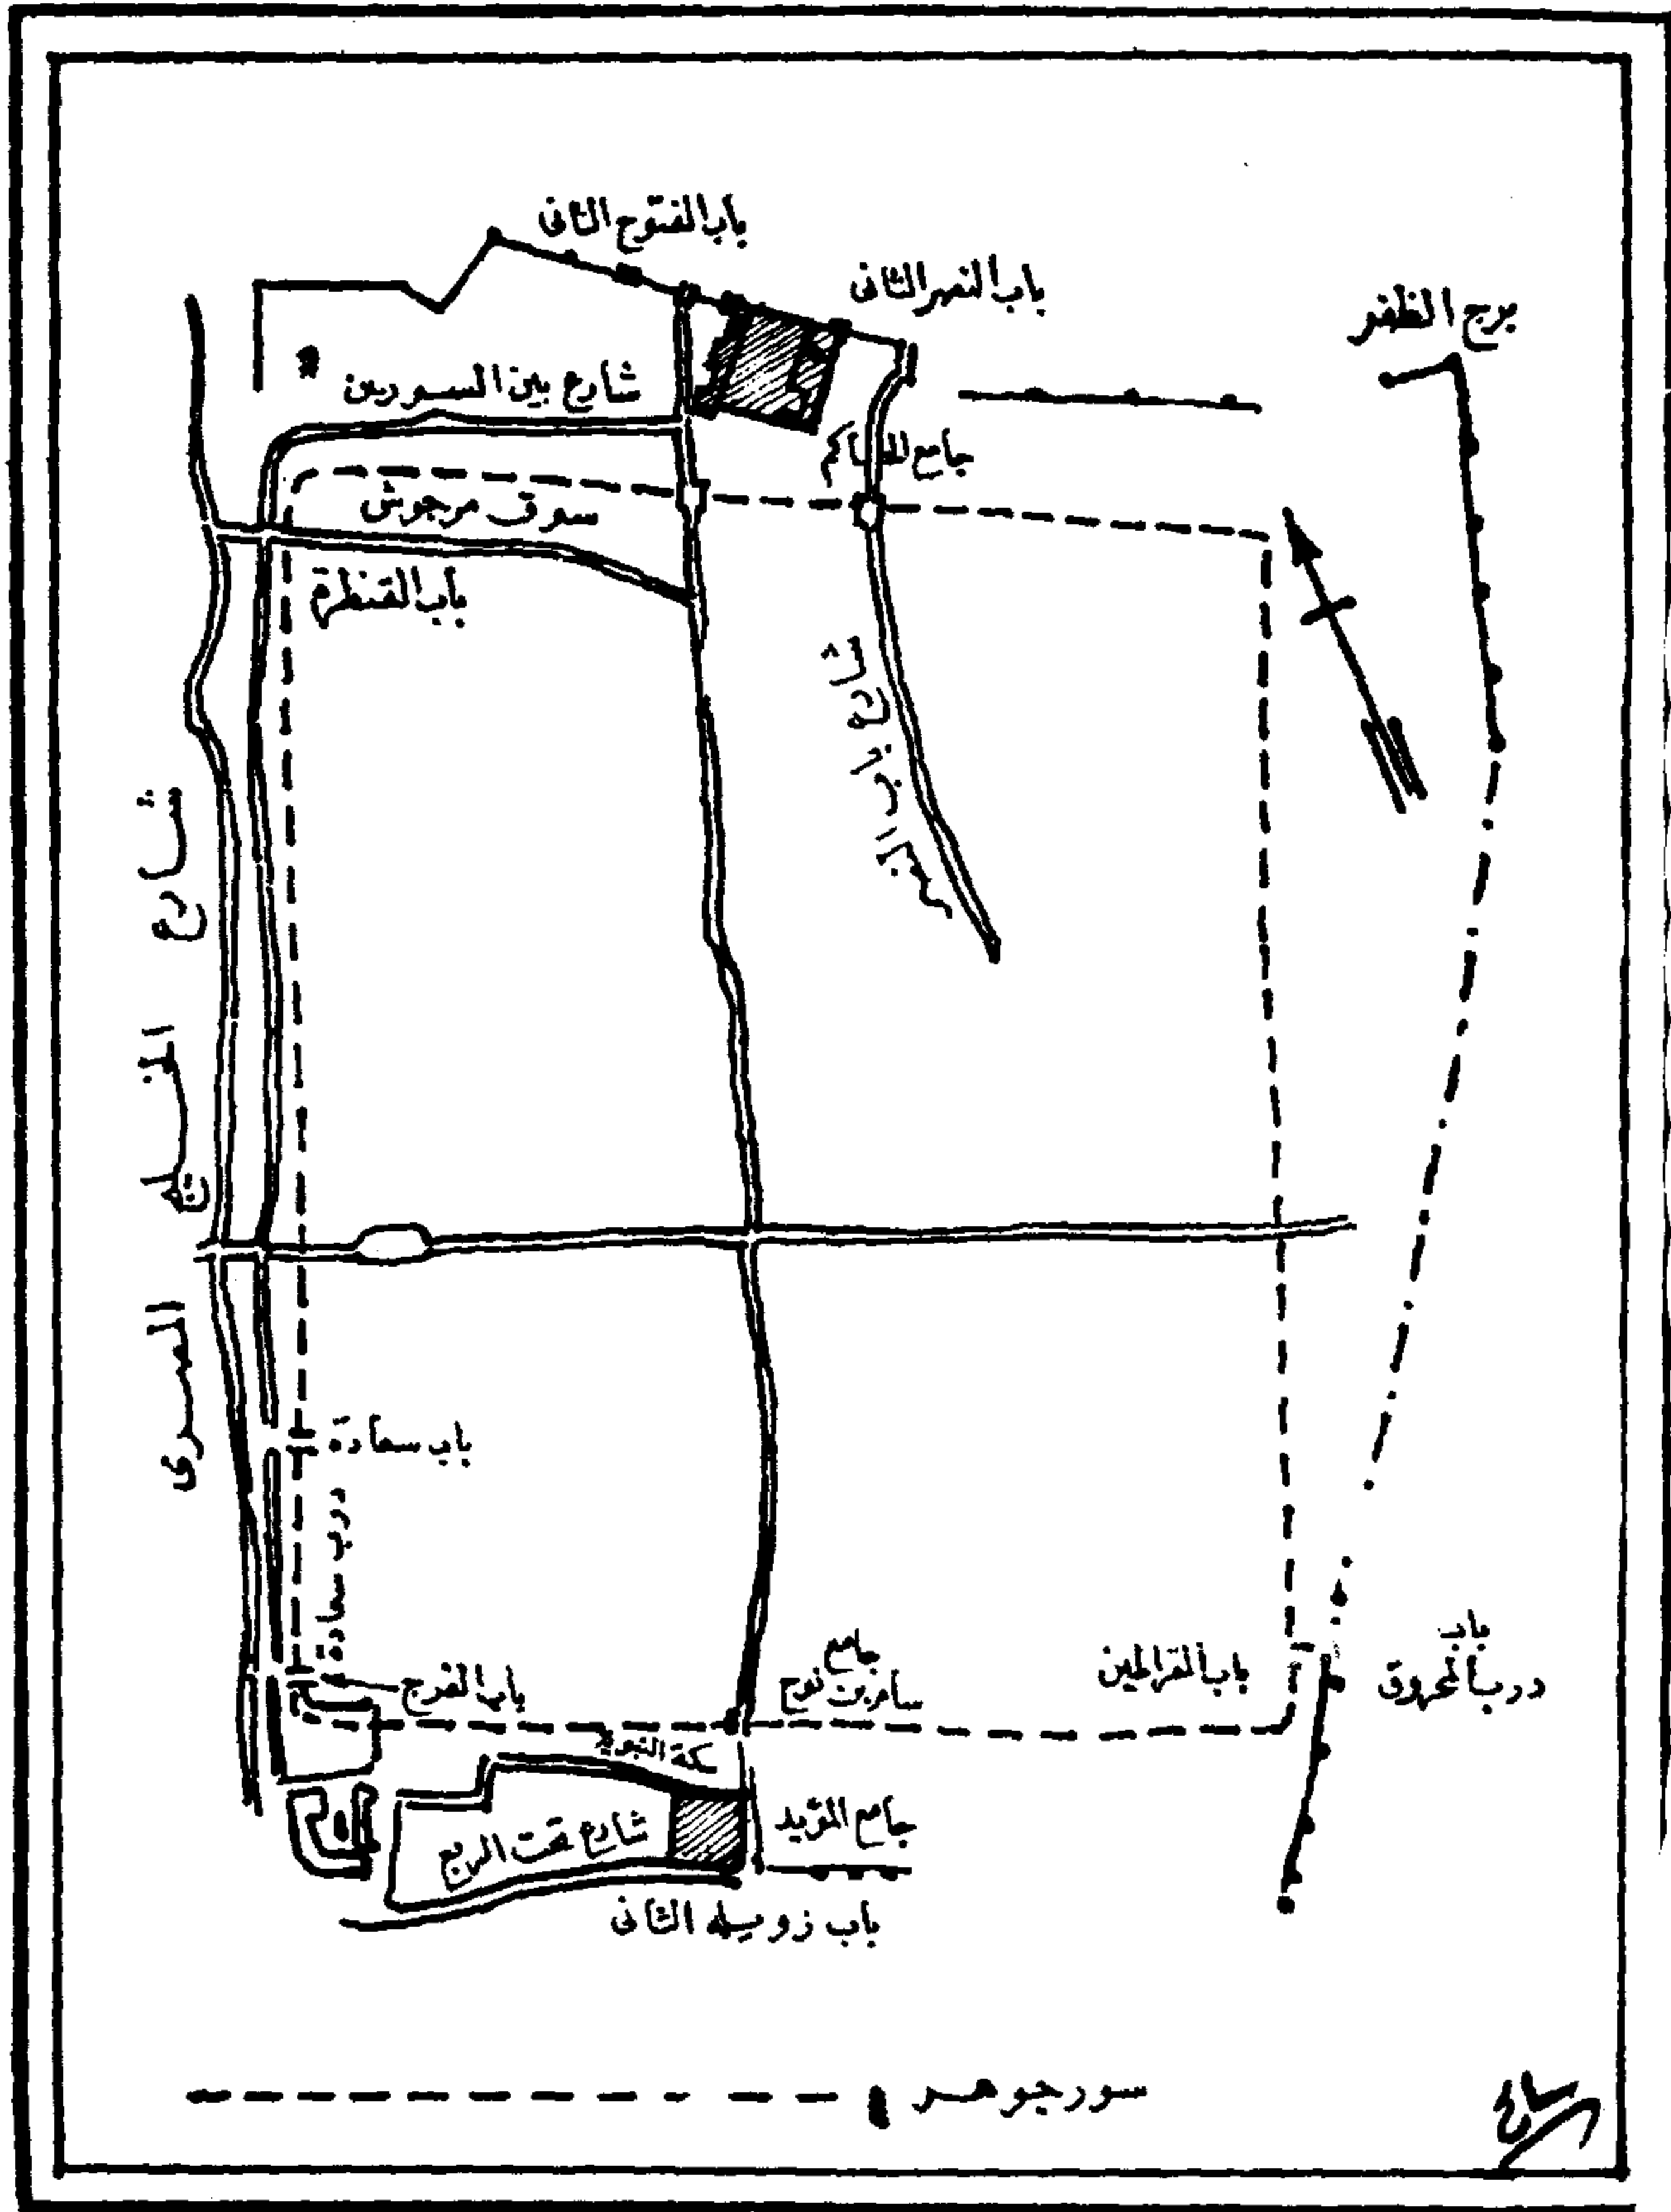 باب الفتوح الثانى
باب النصر الثانى
برج الظفر
شارع بين السورين
جامع الحاكم
سوق مرجوش
باب القنطرة
شارع الخليج المصرى
باب سعادة
درب سعادة
باب الفرج
جامع
سام بن نوح
باب القراطين
باب
درب المحروق
سكة النبوية
جامع المؤيد
شارع تحت الربع
باب زويله الثانى
سور جوهر